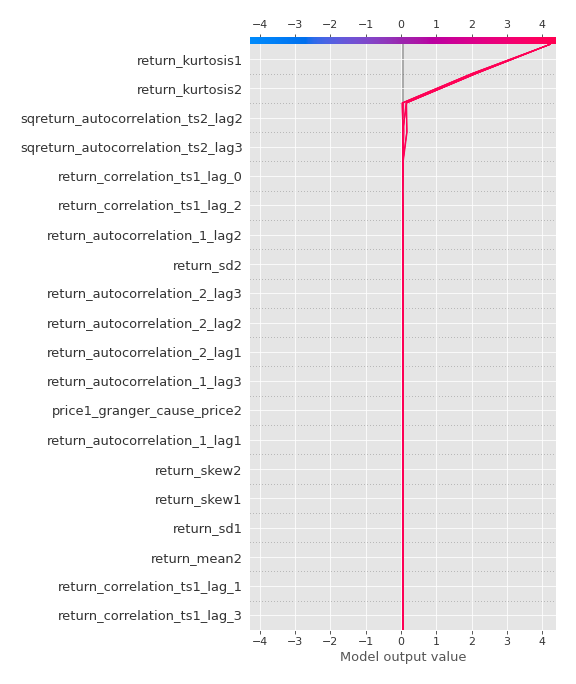 −4 −3 −2 −1 0 1 2 3 4
return_kurtosis1
return_kurtosis2
sqreturn_autocorrelation_ts2_lag2
sqreturn_autocorrelation_ts2_lag3
return_correlation_ts1_lag_0
return_correlation_ts1_lag_2
return_autocorrelation_1_lag2
return_sd2
return_autocorrelation_2_lag3
return_autocorrelation_2_lag2
return_autocorrelation_2_lag1
return_autocorrelation_1_lag3
price1_granger_cause_price2
return_autocorrelation_1_lag1
return_skew2
return_skew1
return_sd1
return_mean2
return_correlation_ts1_lag_1
return_correlation_ts1_lag_3
−4 −3 −2 −1 0 1 2 3 4
Model output value